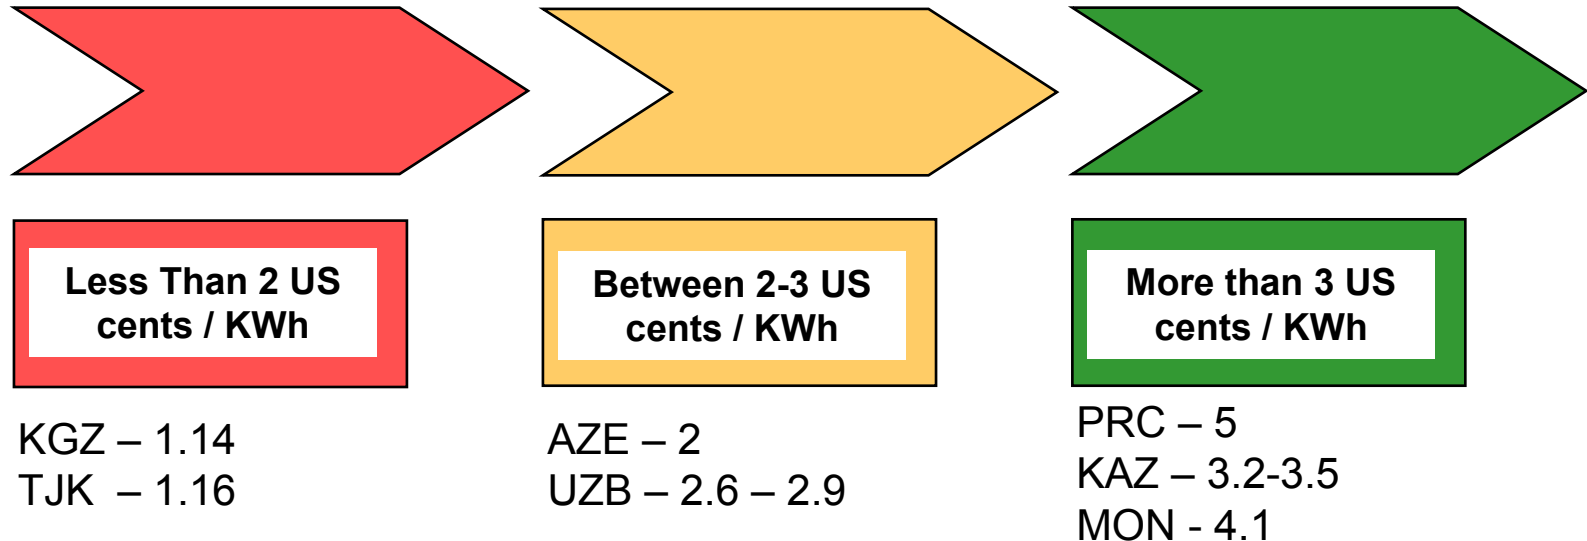 Less Than 2 US
cents / KWh
KGZ – 1.14
TJK – 1.16
Between 2-3 US
cents / KWh
AZE – 2
UZB – 2.6 – 2.9
More than 3 US
cents / KWh
PRC – 5
KAZ – 3.2-3.5
MON - 4.1